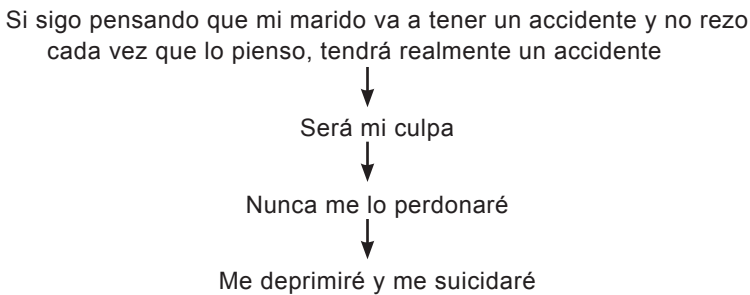 Si sigo pensando que mi marido va a tener un accidente y no rezo
cada vez que lo pienso, tendrá realmente un accidente
Será mi culpa
Nunca me lo perdonaré
Me deprimiré y me suicidaré